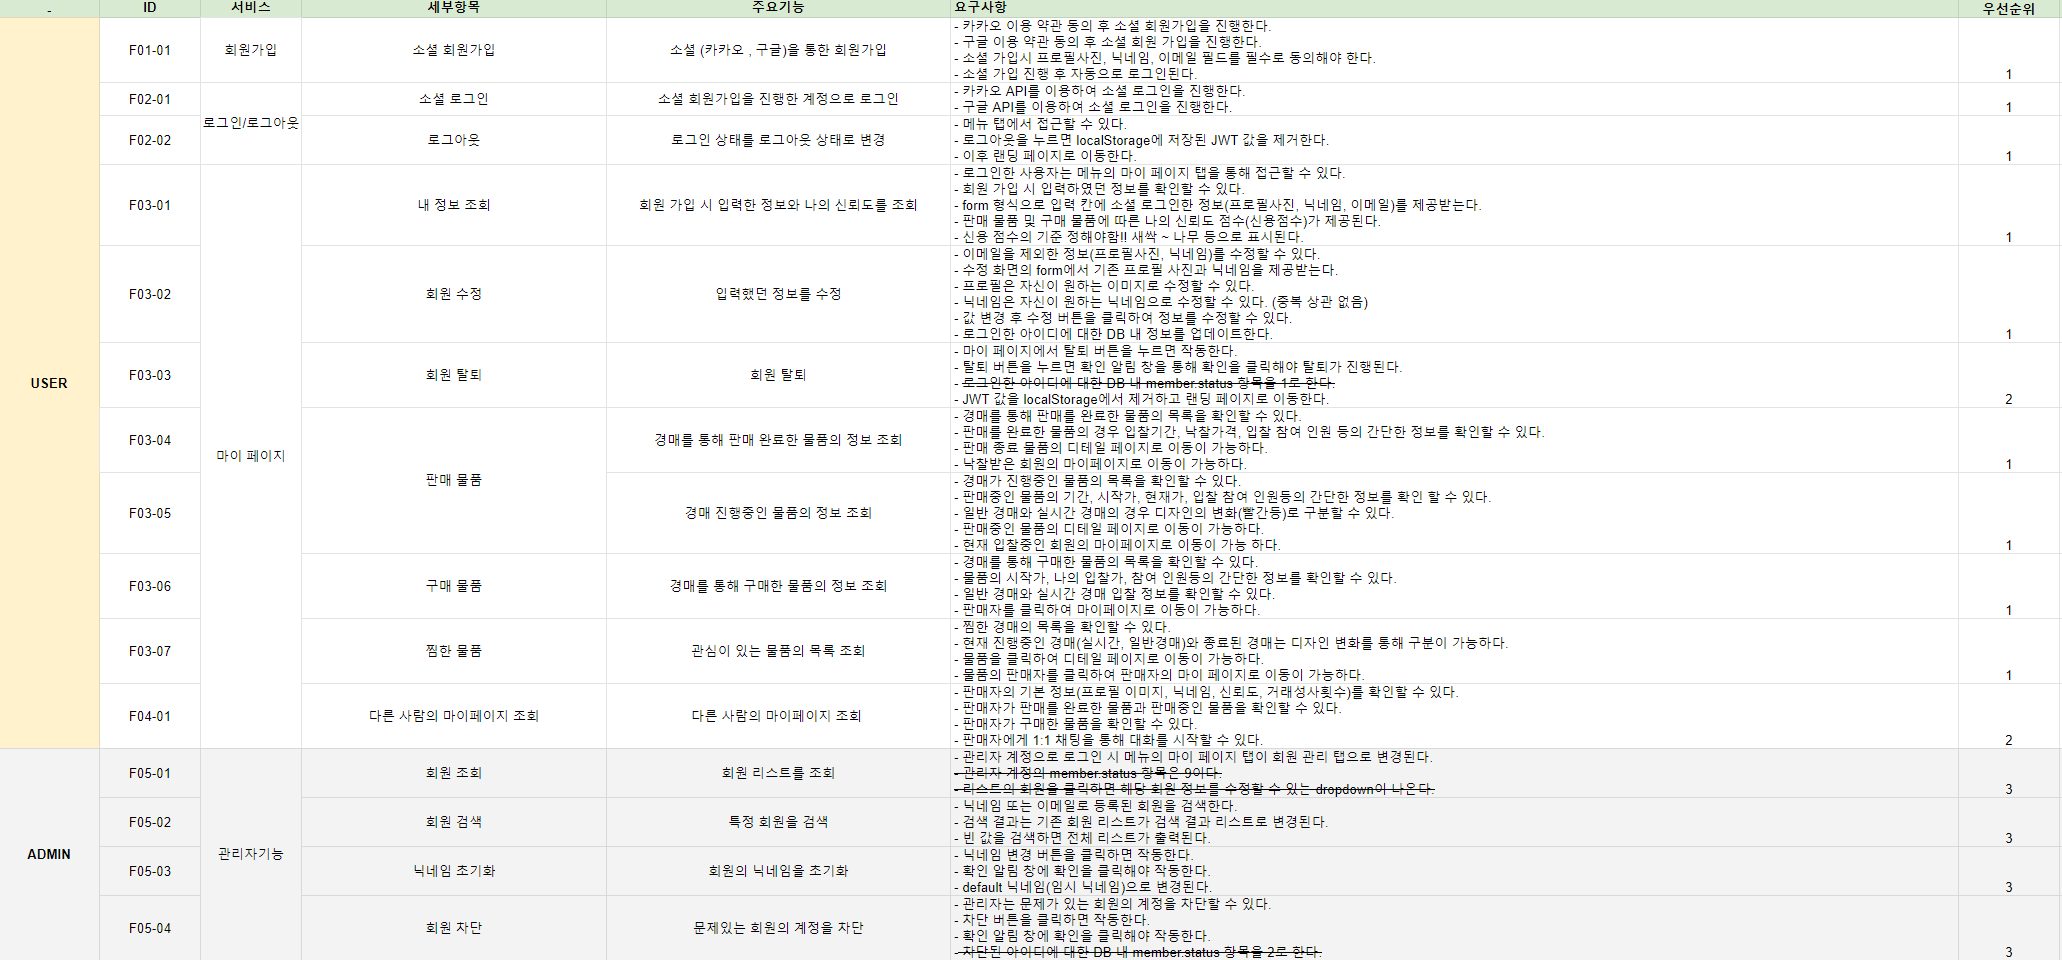 -
ID
서비스
세부항목
주요기능
요구사항
우선순위
USER
F01-01
회원가입
소셜 회원가입
소셜 (카카오 , 구글)을 통한 회원가입
- 카카오 이용 약관 동의 후 소셜 회원가입을 진행한다.
- 구글 이용 약관 동의 후 소셜 회원 가입을 진행한다.
- 소셜 가입시 프로필사진, 닉네임, 이메일 필드를 필수로 동의해야 한다.
- 소셜 가입 진행 후 자동으로 로그인된다.
1
F02-01
로그인/로그아웃
소셜 로그인
소셜 회원가입을 진행한 계정으로 로그인
- 카카오 API를 이용하여 소셜 로그인을 진행한다.
- 구글 API를 이용하여 소셜 로그인을 진행한다.
1
F02-02
로그아웃
로그인 상태를 로그아웃 상태로 변경
- 메뉴 탭에서 접근할 수 있다.
- 로그아웃을 누르면 localStorage에 저장된 JWT 값을 제거한다.
- 이후 랜딩 페이지로 이동한다.
1
F03-01
마이 페이지
내 정보 조회
회원 가입 시 입력한 정보와 나의 신뢰도를 조회
- 로그인한 사용자는 메뉴의 마이 페이지 탭을 통해 접근할 수 있다.
- 회원 가입 시 입력하였던 정보를 확인할 수 있다.
- form 형식으로 입력 칸에 소셜 로그인한 정보(프로필사진, 닉네임, 이메일)를 제공받는다.
- 판매 물품 및 구매 물품에 따른 나의 신뢰도 점수(신용점수)가 제공된다.
- 신용 점수의 기준 정해야함!! 새싹 ~ 나무 등으로 표시된다.
1
F03-02
회원 수정
입력했던 정보를 수정
- 이메일을 제외한 정보(프로필사진, 닉네임)를 수정할 수 있다.
- 수정 화면의 form에서 기존 프로필 사진과 닉네임을 제공받는다.
- 프로필은 자신이 원하는 이미지로 수정할 수 있다.
- 닉네임은 자신이 원하는 닉네임으로 수정할 수 있다. (중복 상관 없음)
- 값 변경 후 수정 버튼을 클릭하여 정보를 수정할 수 있다.
- 로그인한 아이디에 대한 DB 내 정보를 업데이트한다.
1
F03-03
회원 탈퇴
회원 탈퇴
- 마이 페이지에서 탈퇴 버튼을 누르면 작동한다.
- 탈퇴 버튼을 누르면 확인 알림 창을 통해 확인을 클릭해야 탈퇴가 진행된다.
- 로그인한 아이디에 대한 DB 내 member.status 항목을 1로 한다.
- JWT 값을 localStorage에서 제거하고 랜딩 페이지로 이동한다.
2
F03-04
판매 물품
경매를 통해 판매 완료한 물품의 정보 조회
- 경매를 통해 판매를 완료한 물품의 목록을 확인할 수 있다.
- 판매를 완료한 물품의 경우 입찰기간, 낙찰가격, 입찰 참여 인원 등의 간단한 정보를 확인할 수 있다.
- 판매 종료 물품의 디테일 페이지로 이동이 가능하다.
- 낙찰받은 회원의 마이페이지로 이동이 가능하다.
1
F03-05
경매 진행중인 물품의 정보 조회
- 경매가 진행중인 물품의 목록을 확인할 수 있다.
- 판매중인 물품의 기간, 시작가, 현재가, 입찰 참여 인원등의 간단한 정보를 확인 할 수 있다.
- 일반 경매와 실시간 경매의 경우 디자인의 변화(빨간등)로 구분할 수 있다.
- 판매중인 물품의 디테일 페이지로 이동이 가능하다.
- 현재 입찰중인 회원의 마이페이지로 이동이 가능 하다.
1
F03-06
구매 물품
경매를 통해 구매한 물품의 정보 조회
- 경매를 통해 구매한 물품의 목록을 확인할 수 있다.
- 물품의 시작가, 나의 입찰가, 참여 인원등의 간단한 정보를 확인할 수 있다.
- 일반 경매와 실시간 경매 입찰 정보를 확인할 수 있다.
- 판매자를 클릭하여 마이페이지로 이동이 가능하다.
1
F03-07
찜한 물품
관심이 있는 물품의 목록 조회
- 찜한 경매의 목록을 확인할 수 있다.
- 현재 진행중인 경매(실시간, 일반경매)와 종료된 경매는 디자인 변화를 통해 구분이 가능하다.
- 물품을 클릭하여 디테일 페이지로 이동이 가능하다.
- 물품의 판매자를 클릭하여 판매자의 마이 페이지로 이동이 가능하다.
1
F04-01
다른 사람의 마이페이지 조회
다른 사람의 마이페이지 조회
- 판매자의 기본 정보(프로필 이미지, 닉네임, 신뢰도, 거래성사횟수)를 확인할 수 있다.
- 판매자가 판매를 완료한 물품과 판매중인 물품을 확인할 수 있다.
- 판매자가 구매한 물품을 확인할 수 있다.
- 판매자에게 1:1 채팅을 통해 대화를 시작할 수 있다.
2
ADMIN
F05-01
관리자기능
회원 조회
회원 리스트를 조회
- 관리자 계정으로 로그인 시 메뉴의 마이 페이지 탭이 회원 관리 탭으로 변경된다.
- 관리자 계정의 member.status 항목은 9이다.
- 리스트의 회원을 클릭하면 해당 회원 정보를 수정할 수 있는 dropdown이 나온다.
3
F05-02
회원 검색
특정 회원을 검색
- 닉네임 또는 이메일로 등록된 회원을 검색한다.
- 검색 결과는 기존 회원 리스트가 검색 결과 리스트로 변경된다.
- 빈 값을 검색하면 전체 리스트가 출력된다.
3
F05-03
닉네임 초기화
회원의 닉네임을 초기화
- 닉네임 변경 버튼을 클릭하면 작동한다.
- 확인 알림 창에 확인을 클릭해야 작동한다.
- default 닉네임(임시 닉네임)으로 변경된다.
3
F05-04
회원 차단
문제있는 회원의 계정을 차단
- 관리자는 문제가 있는 회원의 계정을 차단할 수 있다.
- 차단 버튼을 클릭하면 작동한다.
- 확인 알림 창에 확인을 클릭해야 작동한다.
- 차단된 아이디에 대한 DB 내 member.status 항목을 2로 한다.
3